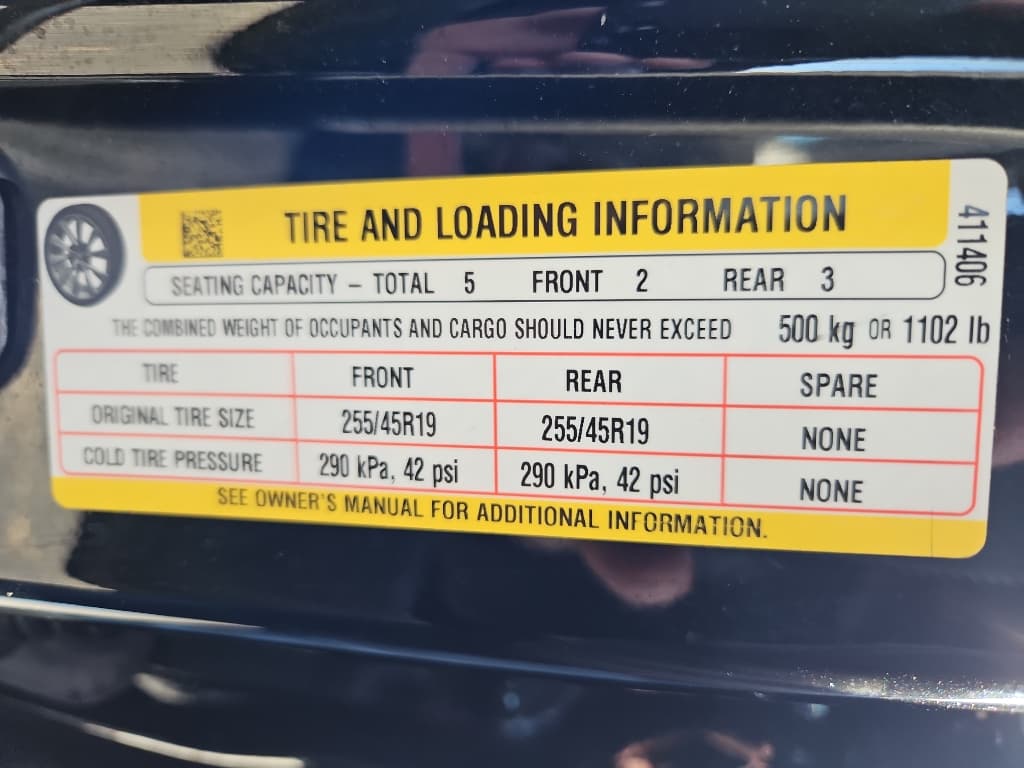 TIRE AND LOADING INFORMATION
411406
SEATING CAPACITY – TOTAL 5 FRONT 2 REAR 3
THE COMBINED WEIGHT OF OCCUPANTS AND CARGO SHOULD NEVER EXCEED 500 kg OR 1102 lb
TIRE FRONT REAR SPARE
ORIGINAL TIRE SIZE 255/45R19 255/45R19 NONE
COLD TIRE PRESSURE 290 kPa, 42 psi 290 kPa, 42 psi NONE
SEE OWNER'S MANUAL FOR ADDITIONAL INFORMATION.